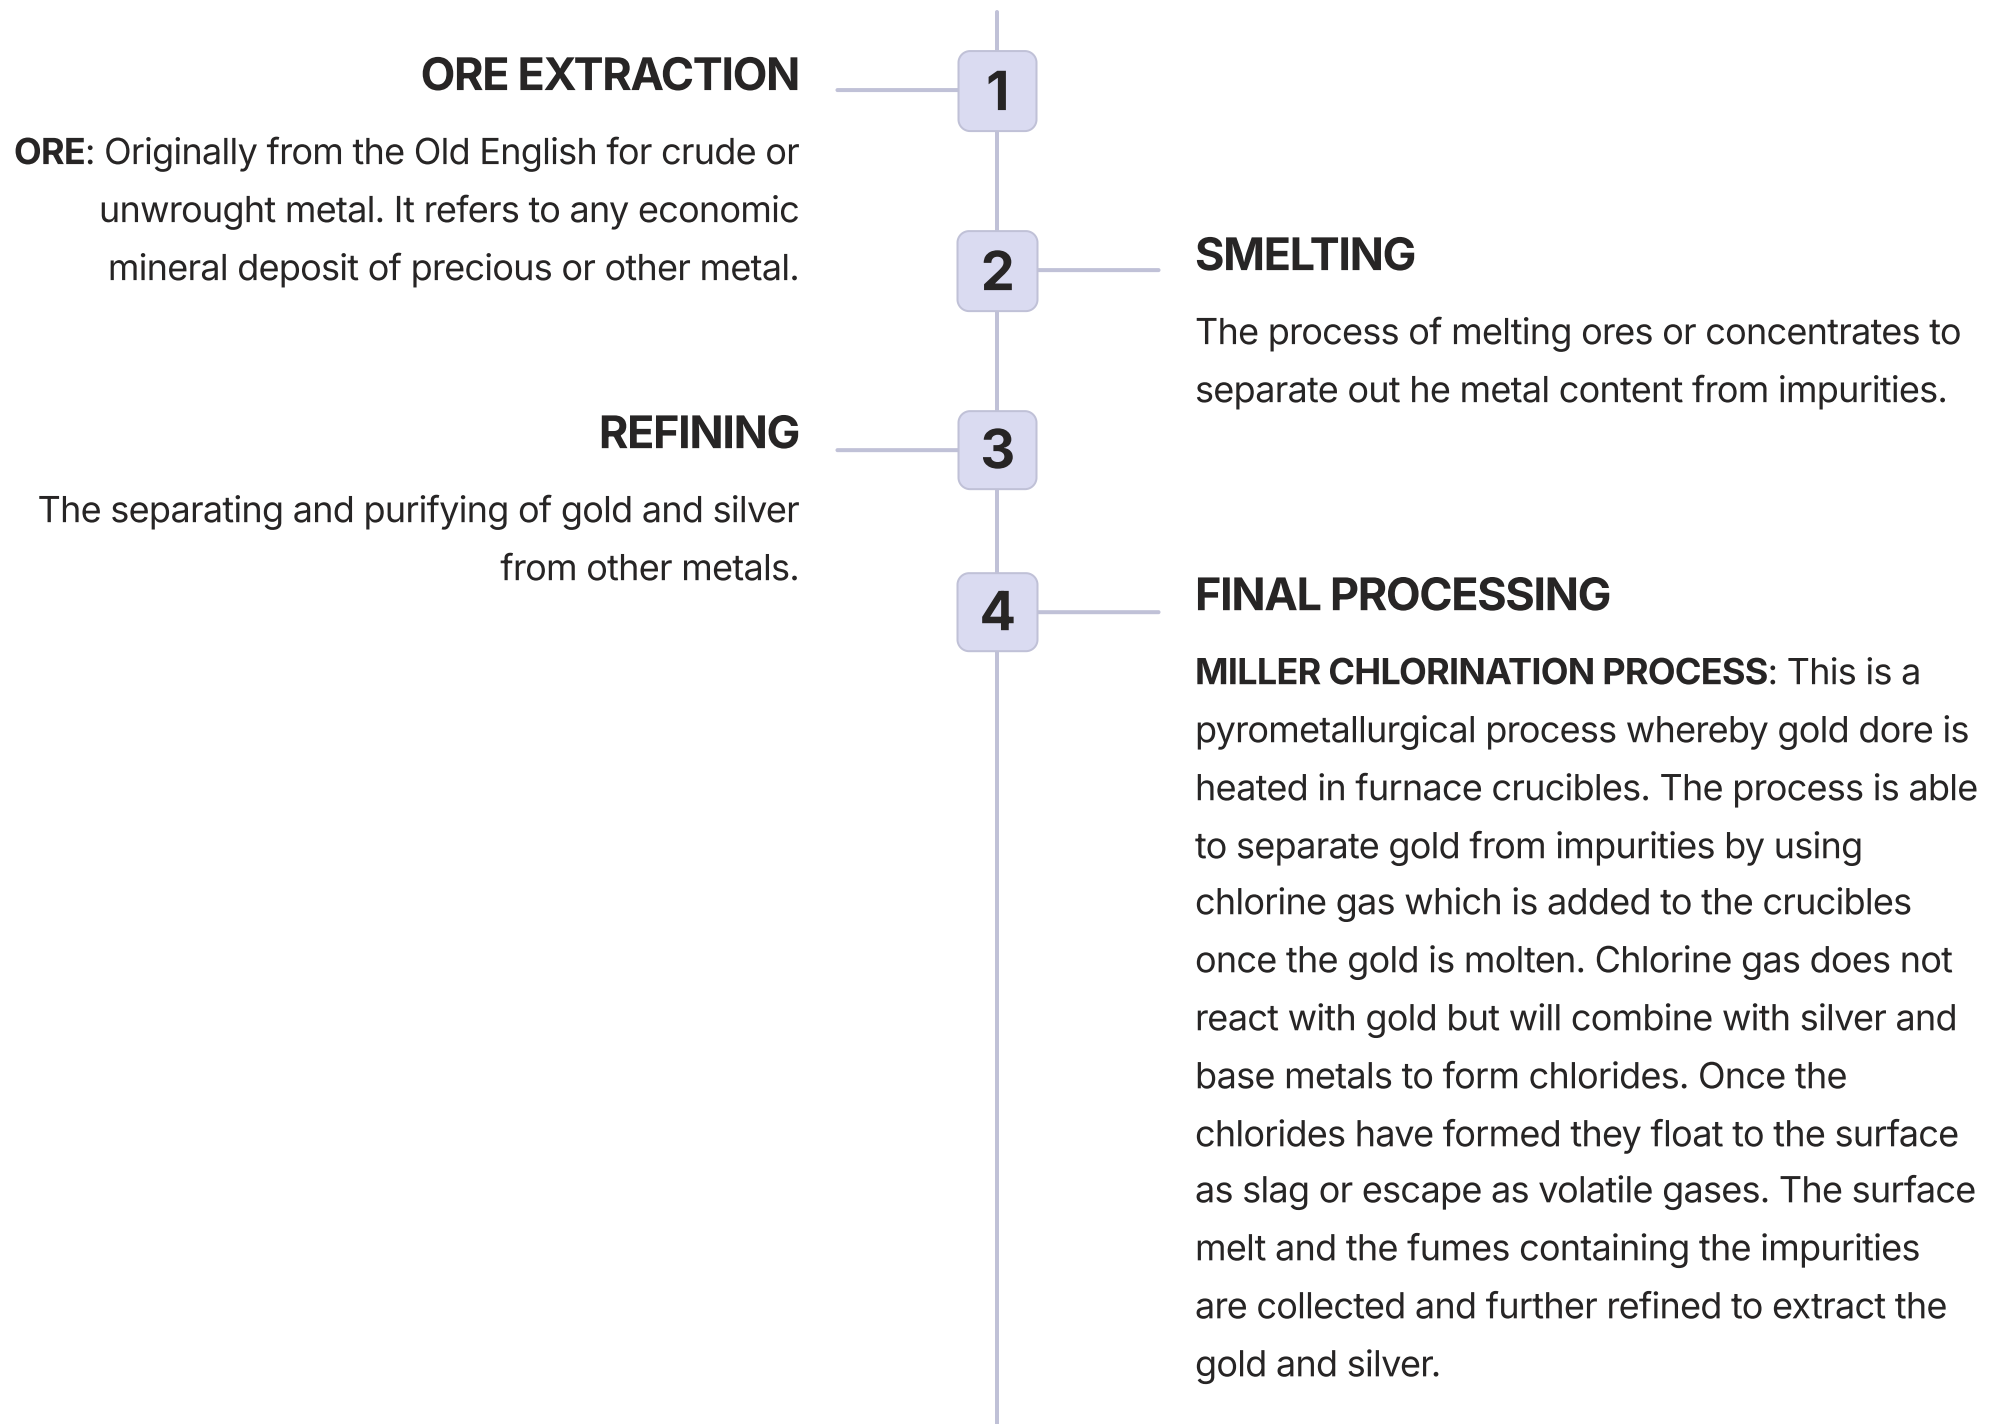 ORE EXTRACTION
1
ORE: Originally from the Old English for crude or
unwrought metal. It refers to any economic
mineral deposit of precious or other metal.
2
SMELTING
The process of melting ores or concentrates to
separate out he metal content from impurities.
REFINING
3
The separating and purifying of gold and silver
from other metals.
4
FINAL PROCESSING
MILLER CHLORINATION PROCESS: This is a
pyrometallurgical process whereby gold dore is
heated in furnace crucibles. The process is able
to separate gold from impurities by using
chlorine gas which is added to the crucibles
once the gold is molten. Chlorine gas does not
react with gold but will combine with silver and
base metals to form chlorides. Once the
chlorides have formed they float to the surface
as slag or escape as volatile gases. The surface
melt and the fumes containing the impurities
are collected and further refined to extract the
gold and silver.